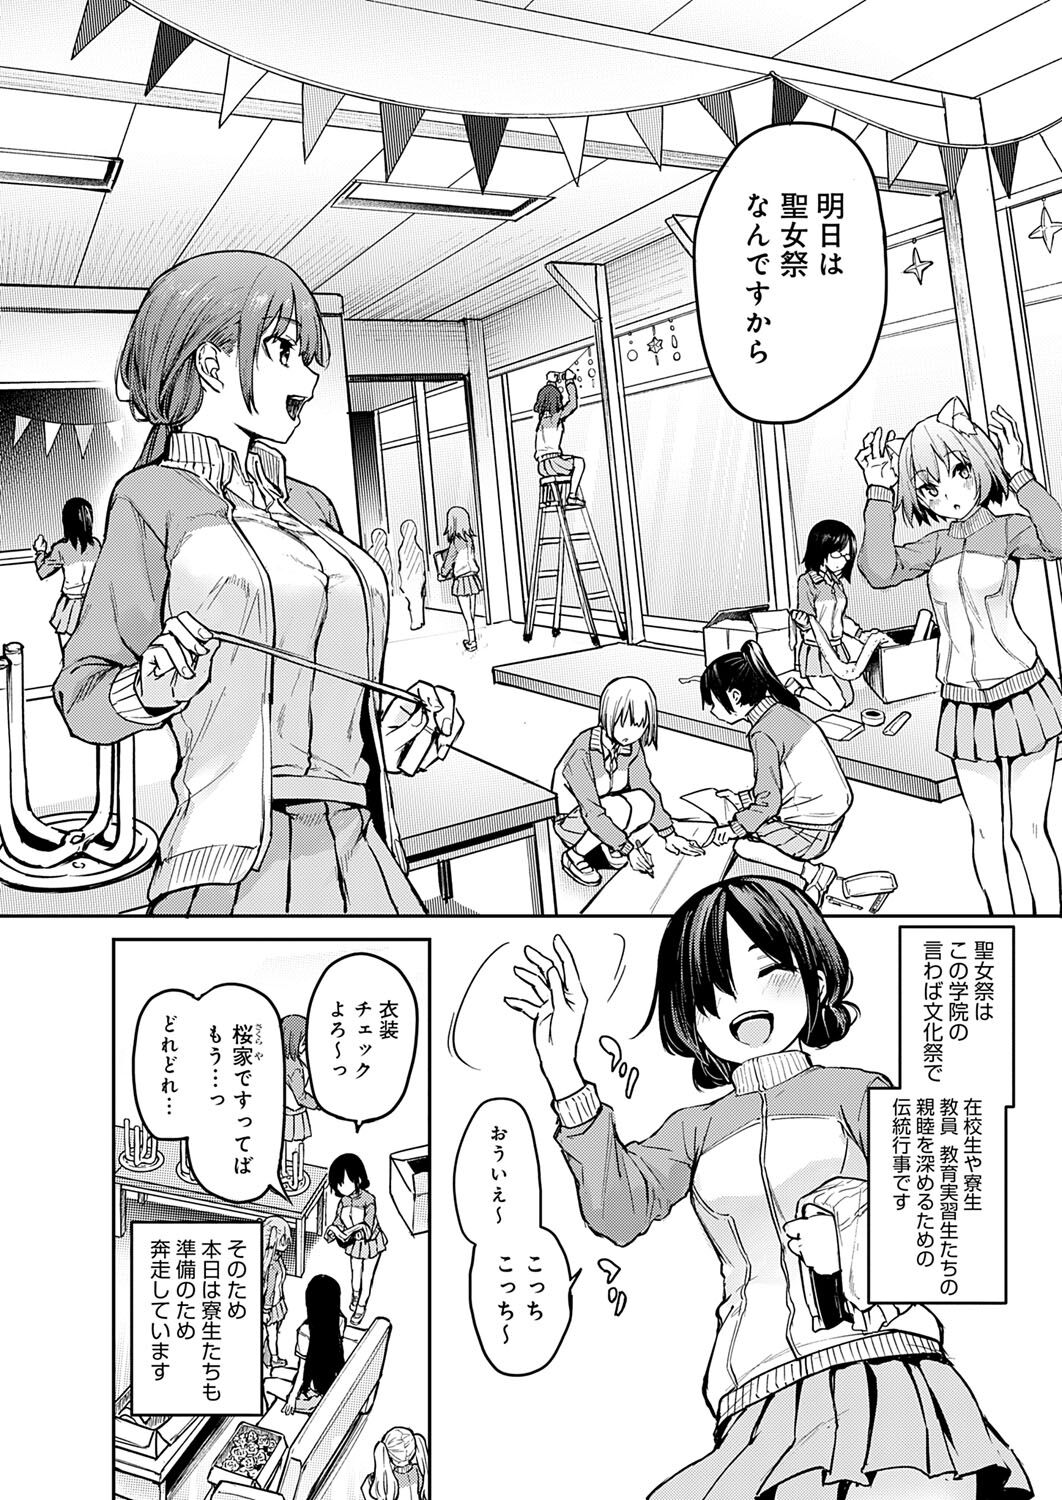 明日は
聖女祭
なんですから
聖女祭は
この学院の
言わば文化祭で
在校生や寮生
教員 教育実習生たちの
親睦を深めるための
伝統行事です
おういえ〜
こっち
こっち〜
衣装
チェック
よろ〜っ
桜家ですってば
さくらや
もう…っ
どれどれ…
そのため
本日は寮生たちも
準備のため
奔走しています